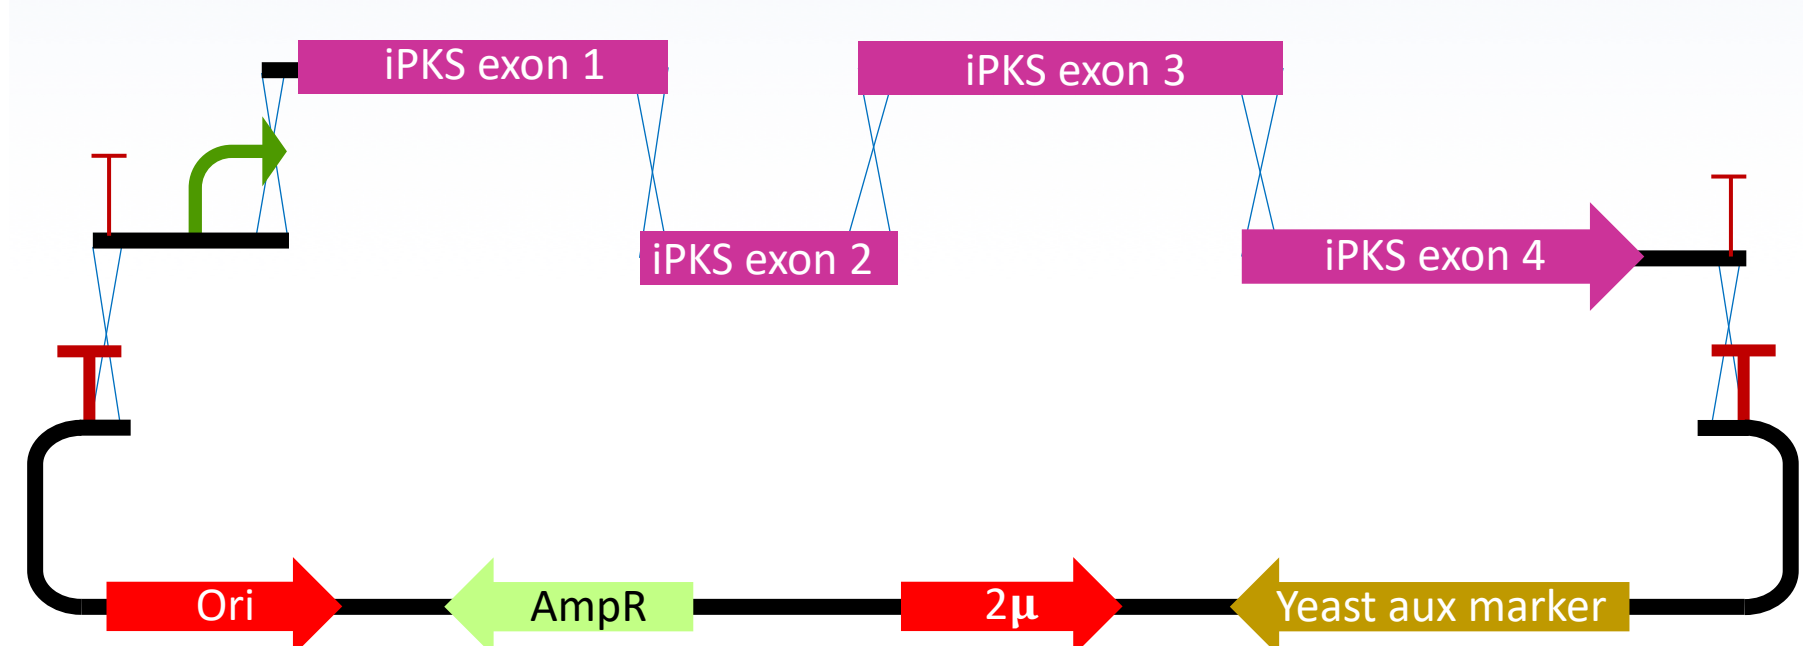 iPKS exon 1
iPKS exon 3
iPKS exon 2
iPKS exon 4
Ori
AmpR
2μ
Yeast aux marker